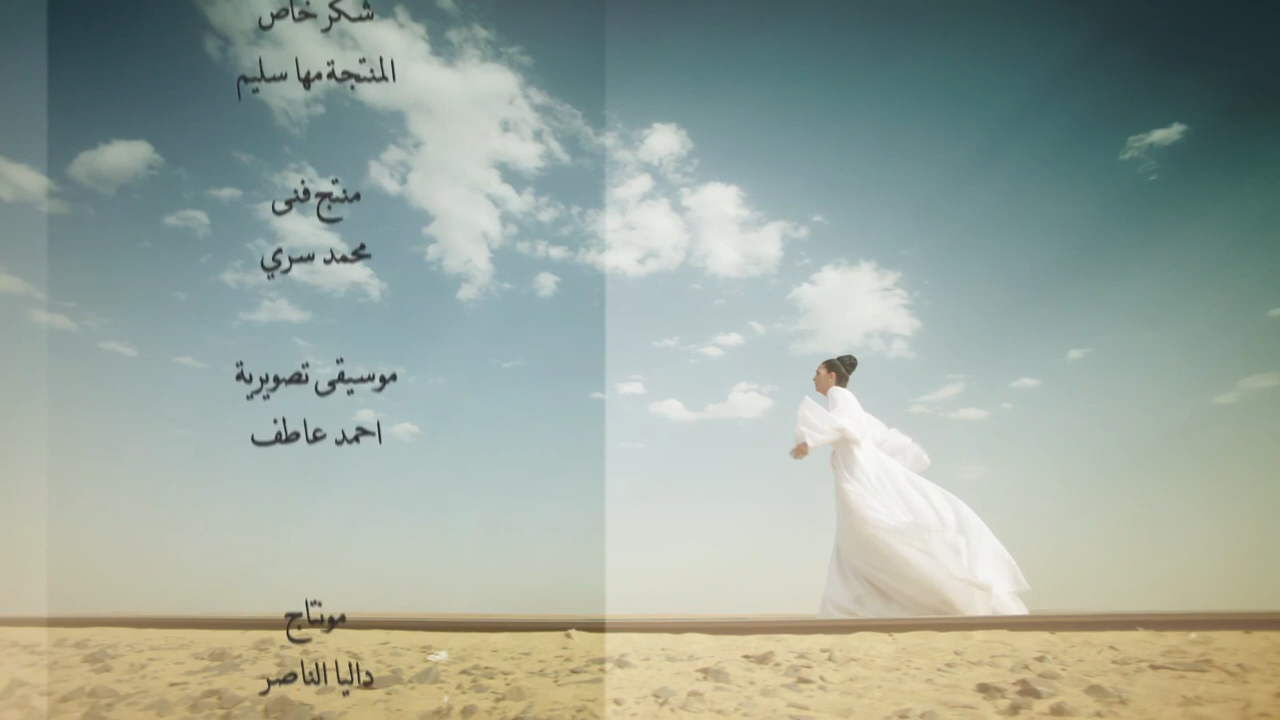 شكر خاص
المنتجة مها سليم
منتج فنى
محمد سري
موسيقى تصويرية
احمد عاطف
مونتاج
داليا الناصر